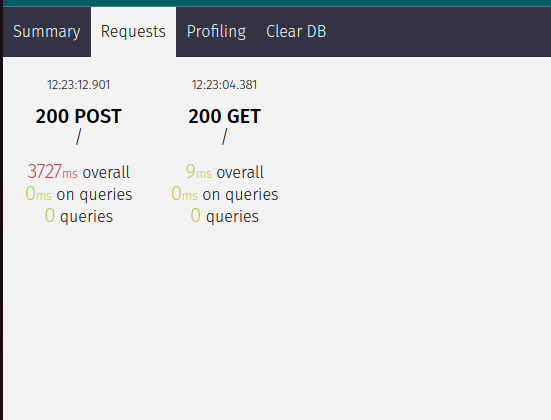 Summary Requests Profiling Clear DB
12:23:12.901
200 POST
/
3727ms overall
0ms on queries
0 queries
12:23:04.381
200 GET
/
9ms overall
0ms on queries
0 queries